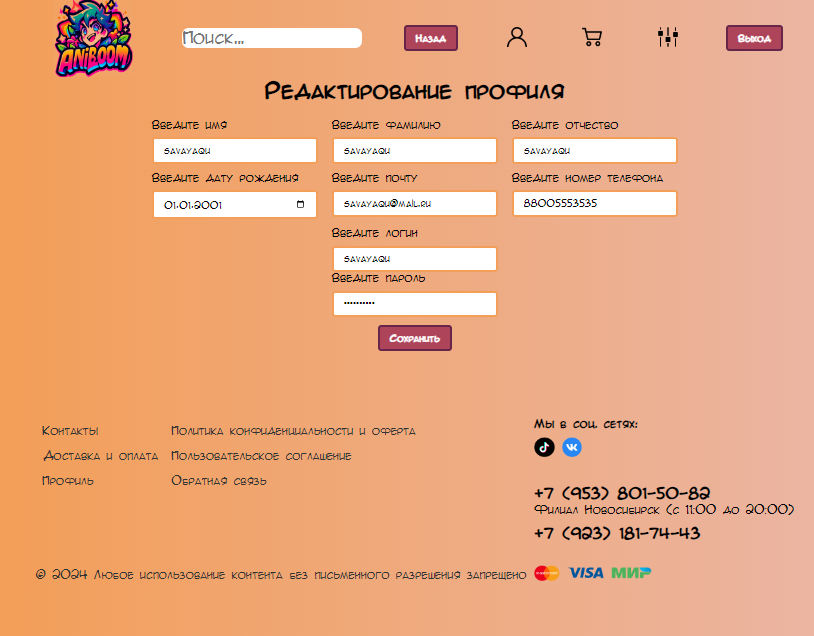 ANIBOOM
Поиск...
Назад
Выход
Редактирование профиля
Введите имя
Введите фамилию
Введите отчество
savayaqu
savayaqu
savayaqu
Введите дату рождения
Введите почту
Введите номер телефона
01.01.2001
savayaqu@mail.ru
88005553535
Введите логин
savayaqu
Введите пароль
••••••••••
Сохранить
Мы в соц. сетях:
Контакты
Политика конфиденциальности и оферта
Доставка и оплата
Пользовательское соглашение
Профиль
Обратная связь
+7 (953) 801-50-82
Филиал Новосибирск (с 11:00 до 20:00)
+7 (923) 181-74-43
© 2024 Любое использование контента без письменного разрешения запрещено
VISA
МИР